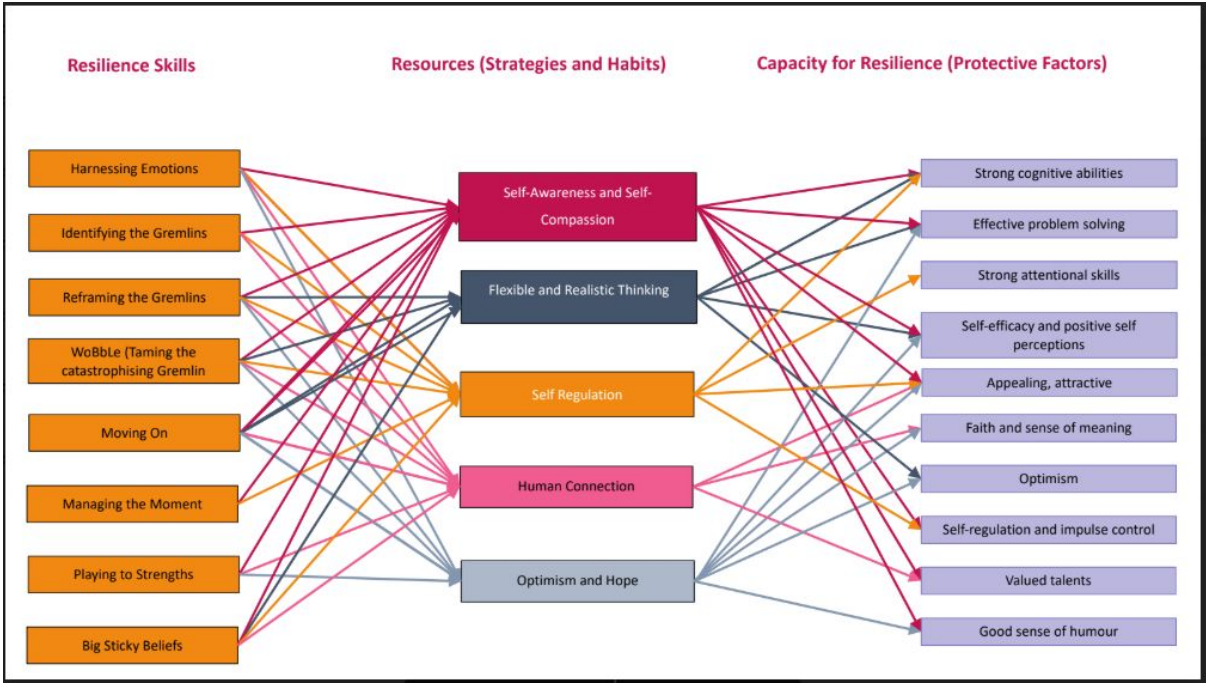 Resilience Skills
Resources (Strategies and Habits)
Capacity for Resilience (Protective Factors)
Harnessing Emotions
Identifying the Gremlins
Reframing the Gremlins
WoBbLe (Taming the
catastrophising Gremlin
Moving On
Managing the Moment
Playing to Strengths
Big Sticky Beliefs
Self-Awareness and Self-
Compassion
Flexible and Realistic Thinking
Self Regulation
Human Connection
Optimism and Hope
Strong cognitive abilities
Effective problem solving
Strong attentional skills
Self-efficacy and positive self
perceptions
Appealing, attractive
Faith and sense of meaning
Optimism
Self-regulation and impulse control
Valued talents
Good sense of humour